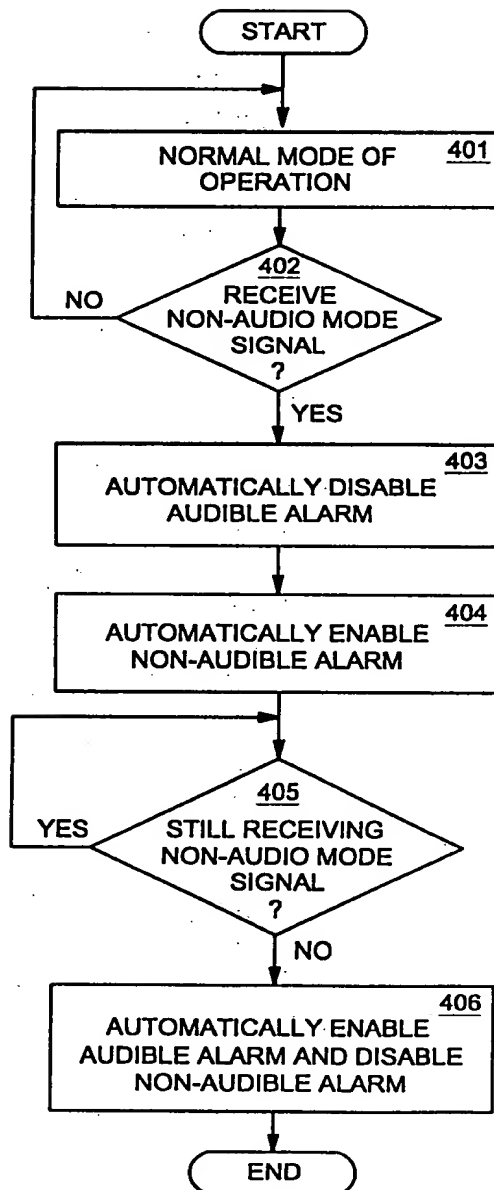 START
401
NORMAL MODE OF
OPERATION
402
RECEIVE
NON-AUDIO MODE
SIGNAL
?
NO
YES
403
AUTOMATICALLY DISABLE
AUDIBLE ALARM
404
AUTOMATICALLY ENABLE
NON-AUDIBLE ALARM
405
STILL RECEIVING
NON-AUDIO MODE
SIGNAL
?
YES
NO
406
AUTOMATICALLY ENABLE
AUDIBLE ALARM AND DISABLE
NON-AUDIBLE ALARM
END